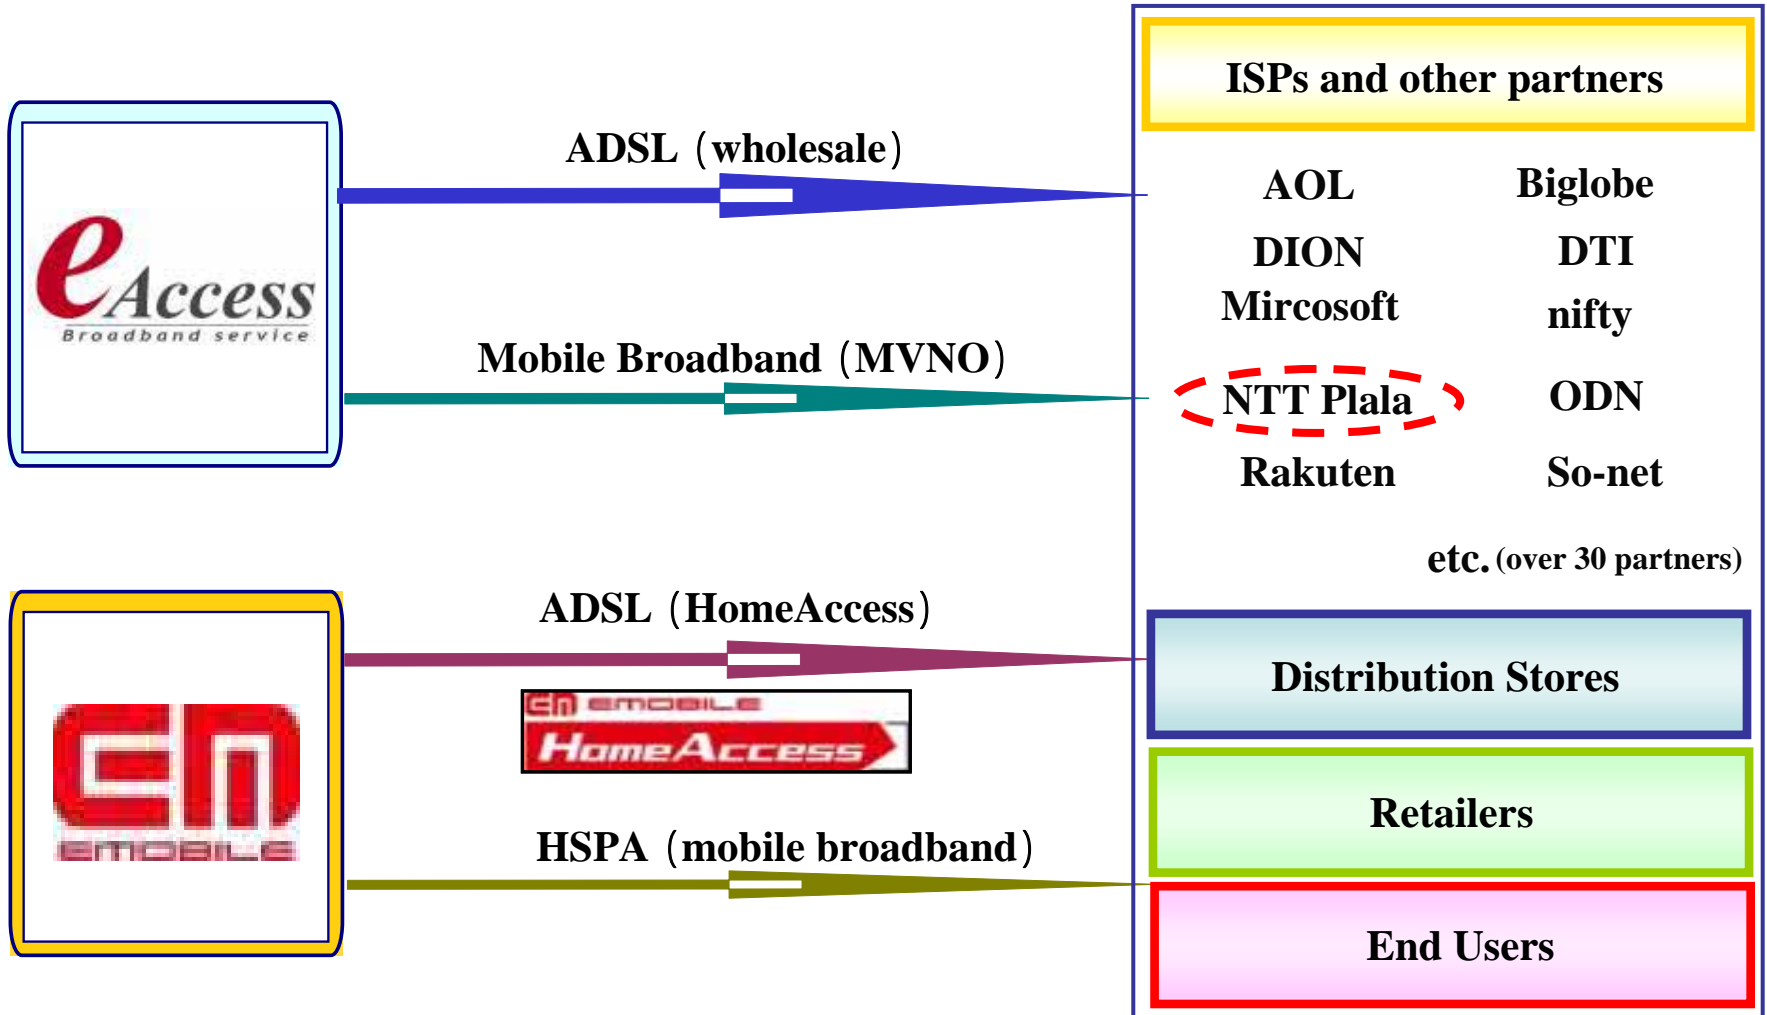 ISPs and other partners
ADSL (wholesale)
AOL Biglobe
DION DTI
Mircosoft nifty
eAccess
Broadband service
Mobile Broadband (MVNO)
NTT Plala ODN
Rakuten So-net
etc. (over 30 partners)
ADSL (HomeAccess)
Distribution Stores
EM EMOBILE
HomeAccess
EM
EMOBILE
Retailers
HSPA (mobile broadband)
End Users